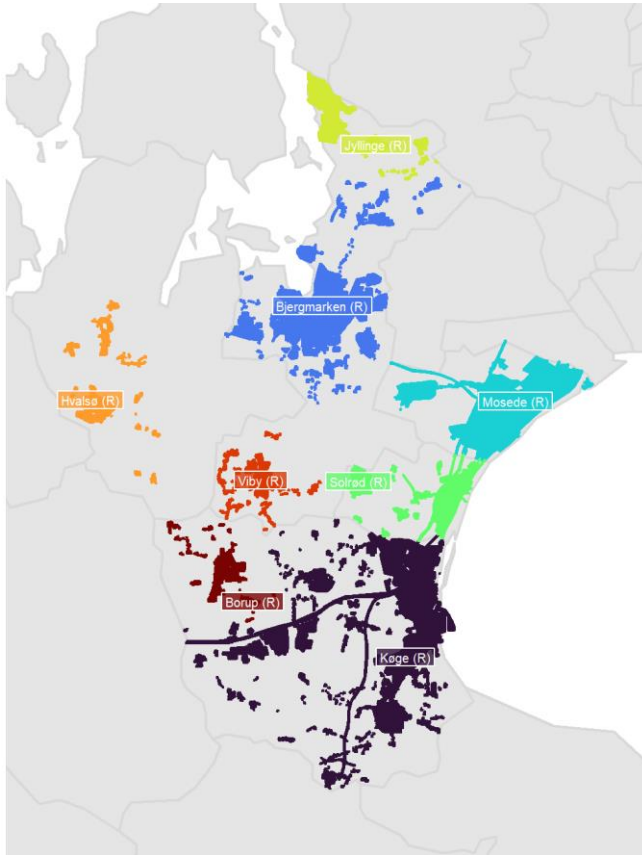 Jyllinge (R)
Bjergmarken (R)
Hvalsø (R)
Mosede (R)
Viby (R)
Solrød (R)
Borup (R)
Køge (R)